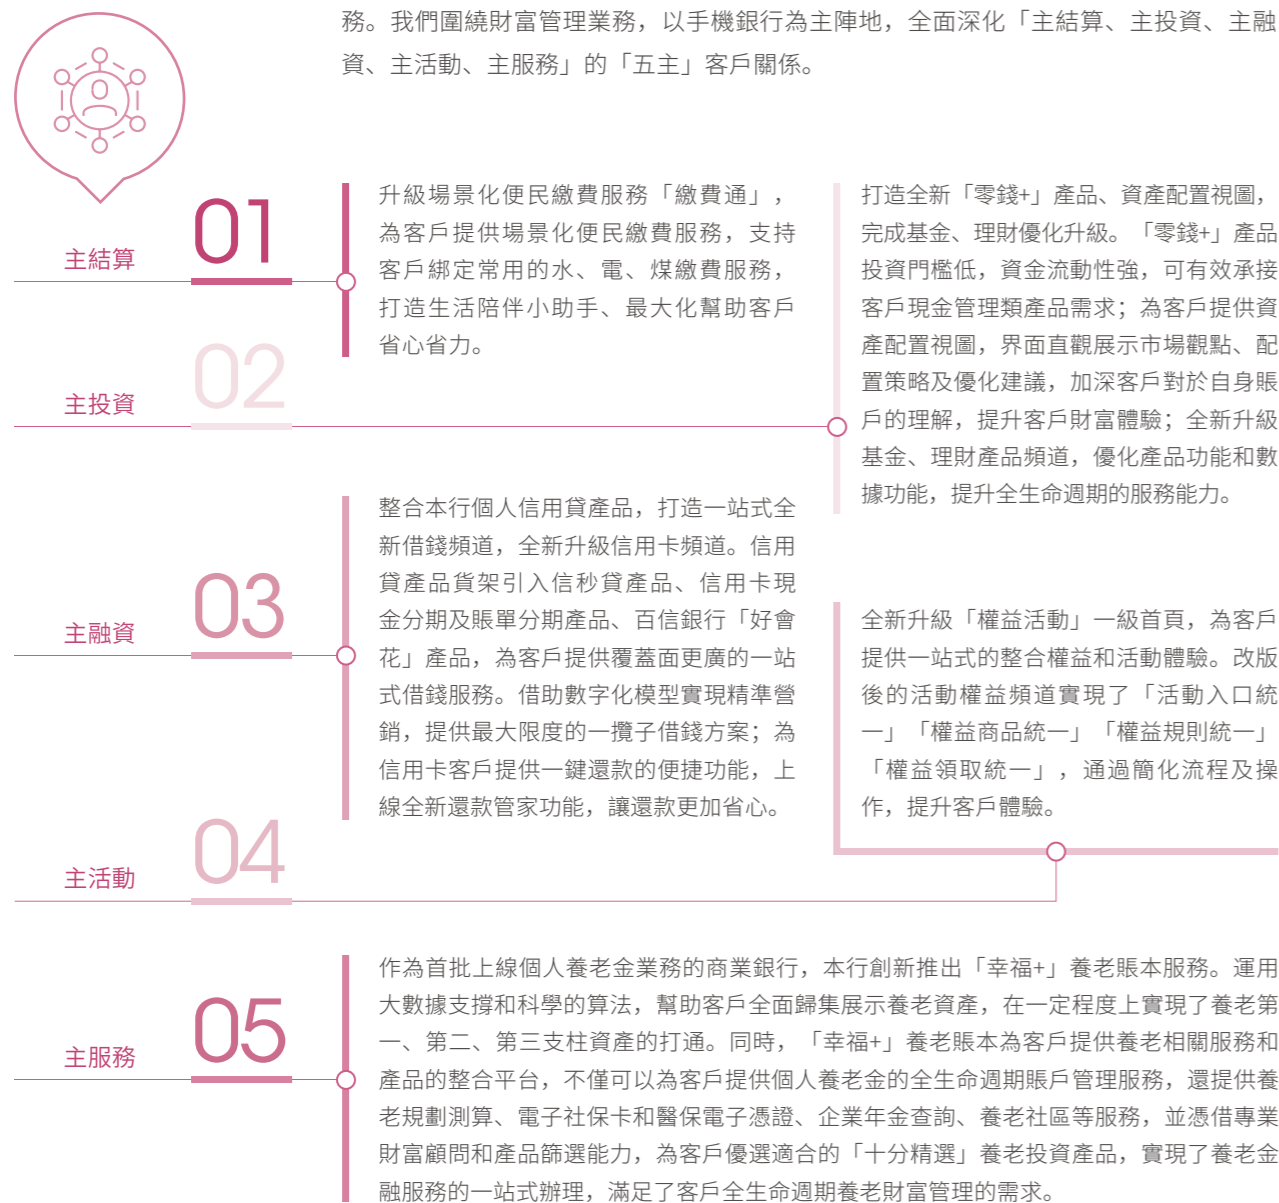 務。我們圍繞財富管理業務，以手機銀行為主陣地，全面深化「主結算、主投資、主融
資、主活動、主服務」的「五主」客戶關係。
01
主結算
升級場景化便民繳費服務「繳費通」，
為客戶提供場景化便民繳費服務，支持
客戶綁定常用的水、電、煤繳費服務，
打造生活陪伴小助手、最大化幫助客戶
省心省力。
02
主投資
打造全新「零錢+」產品、資產配置視圖，
完成基金、理財優化升級。「零錢+」產品
投資門檻低，資金流動性強，可有效承接
客戶現金管理類產品需求；為客戶提供資
產配置視圖，界面直觀展示市場觀點、配
置策略及優化建議，加深客戶對於自身賬
戶的理解，提升客戶財富體驗；全新升級
基金、理財產品頻道，優化產品功能和數
據功能，提升全生命週期的服務能力。
03
主融資
整合本行個人信用貸產品，打造一站式全
新借錢頻道，全新升級信用卡頻道。信用
貸產品貨架引入信秒貸產品、信用卡現
金分期及賬單分期產品、百信銀行「好會
花」產品，為客戶提供覆蓋面更廣的一站
式借錢服務。借助數字化模型實現精準營
銷，提供最大限度的一攬子借錢方案；為
信用卡客戶提供一鍵還款的便捷功能，上
線全新還款管家功能，讓還款更加省心。
04
主活動
全新升級「權益活動」一級首頁，為客戶
提供一站式的整合權益和活動體驗。改版
後的活動權益頻道實現了「活動入口統
一」「權益商品統一」「權益規則統一」
「權益領取統一」，通過簡化流程及操
作，提升客戶體驗。
05
主服務
作為首批上線個人養老金業務的商業銀行，本行創新推出「幸福+」養老賬本服務。運用
大數據支撐和科學的算法，幫助客戶全面歸集展示養老資產，在一定程度上實現了養老第
一、第二、第三支柱資產的打通。同時，「幸福+」養老賬本為客戶提供養老相關服務和
產品的整合平台，不僅可以為客戶提供個人養老金的全生命週期賬戶管理服務，還提供養
老規劃測算、電子社保卡和醫保電子憑證、企業年金查詢、養老社區等服務，並憑借專業
財富顧問和產品篩選能力，為客戶優選適合的「十分精選」養老投資產品，實現了養老金
融服務的一站式辦理，滿足了客戶全生命週期養老財富管理的需求。